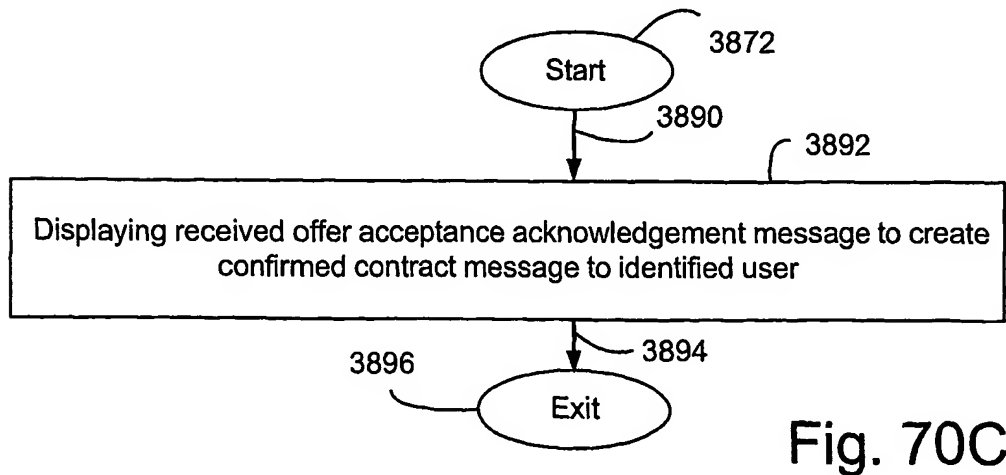 3872
Start
3890
3892
Displaying received offer acceptance acknowledgement message to create
confirmed contract message to identified user
3894
3896
Exit
Fig. 70C